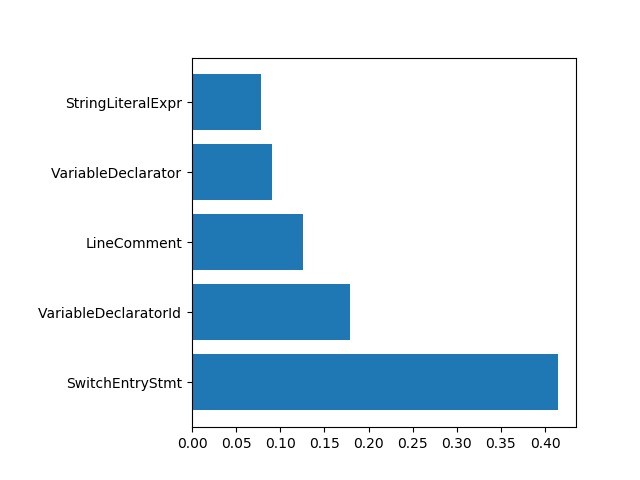 StringLiteralExpr
VariableDeclarator
LineComment
VariableDeclaratorId
SwitchEntryStmt
0.00 0.05 0.10 0.15 0.20 0.25 0.30 0.35 0.40